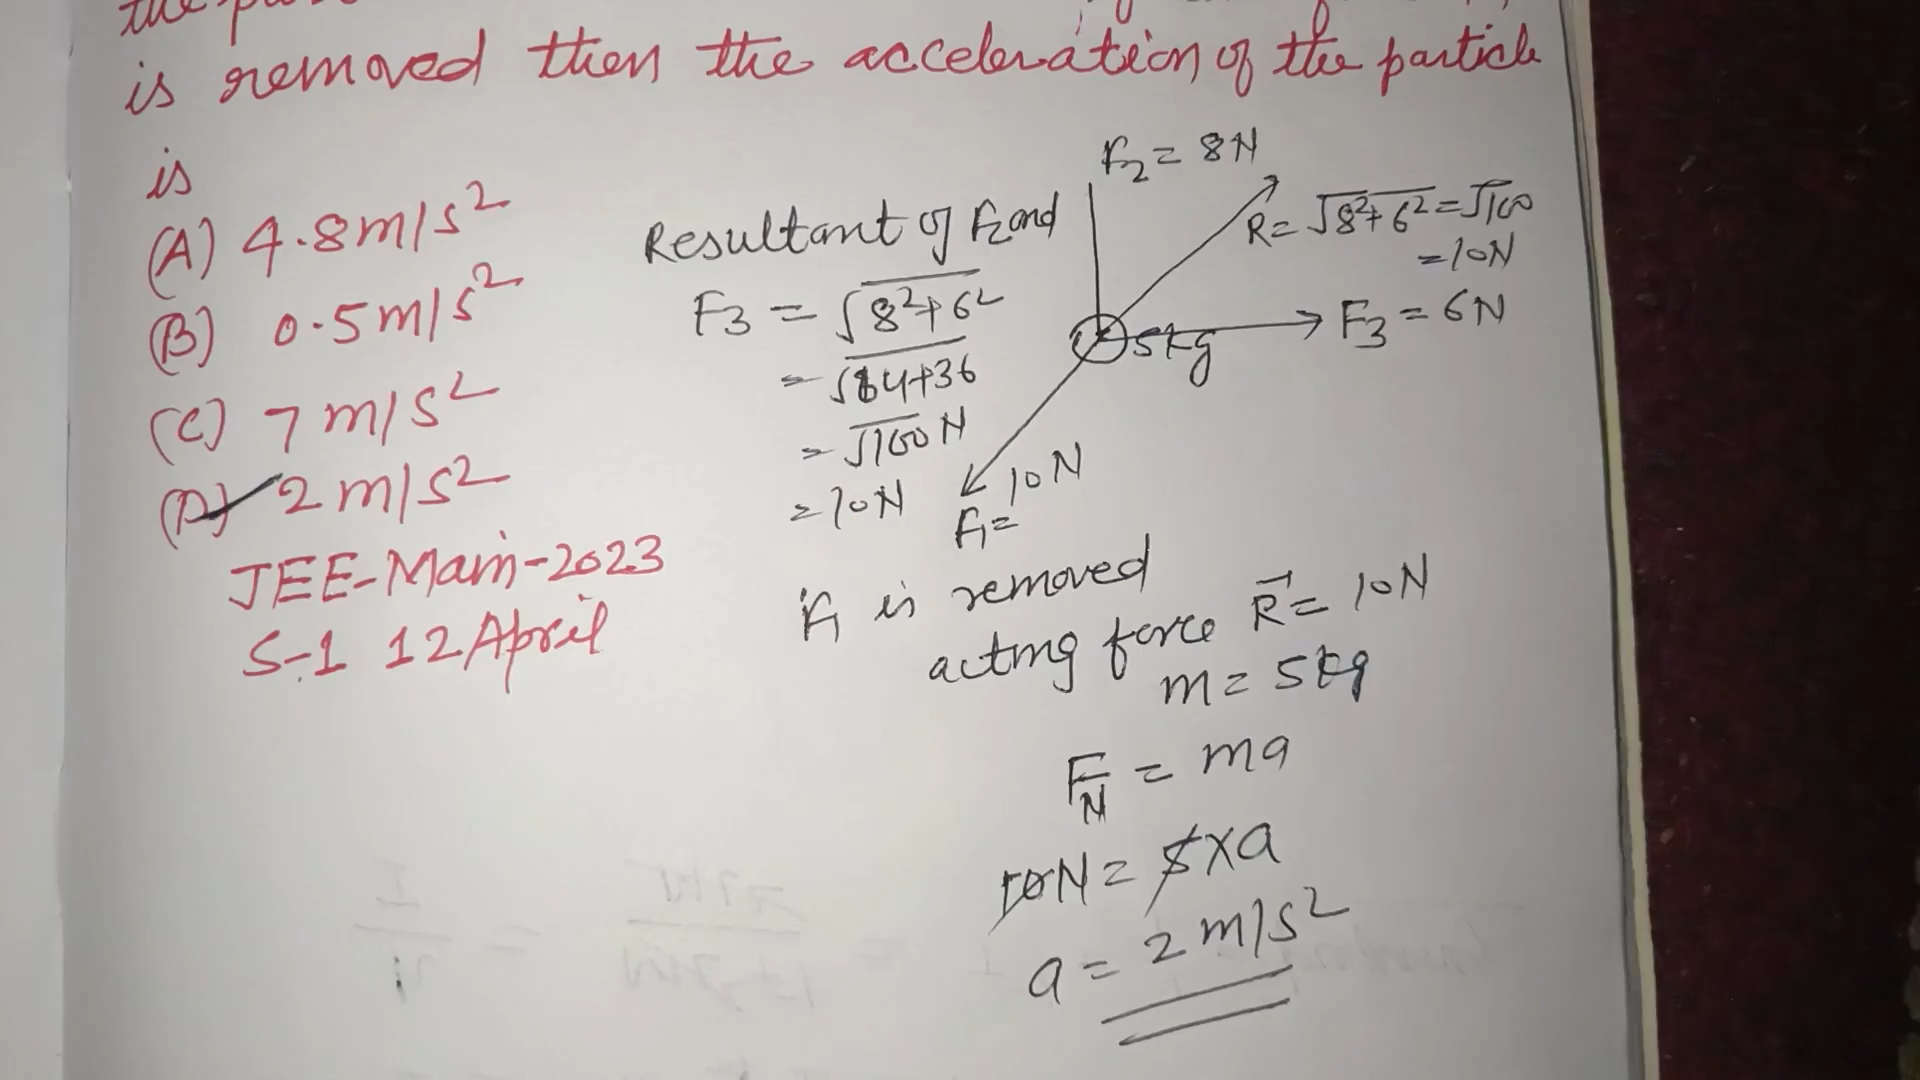 the
is removed then the acceleration of the particle
is
(A) 4.8 m/s²
(B) 0.5 m/s²
(C) 7 m/s²
(D) 2 m/s²
JEE-Main-2023
S-1 12 April
Resultant of F₂ and
F₃ = √8²+6²
= √64+36
= √100 N
= 10N
F₂ = 8N
R = √8²+6² = √100
= 10N
F₃ = 6N
5kg
10N
F₁ =
F₁ is removed
acting force R⃗ = 10N
m = 5kg
F_N = ma
10N = 5×a
a = 2 m/s²